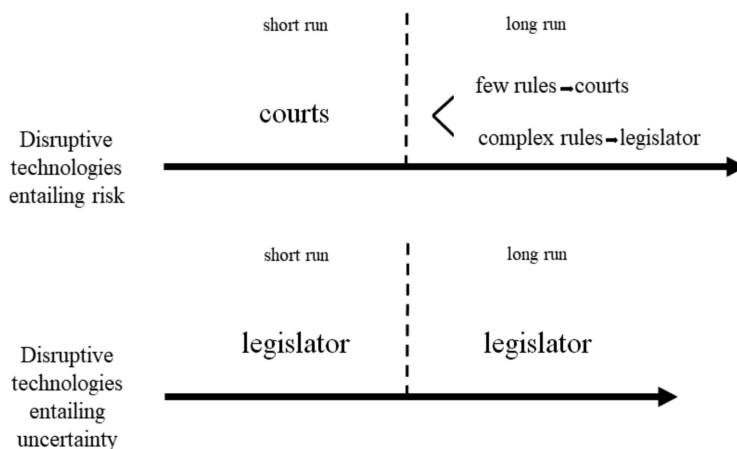 short run
long run
few rules➡courts
courts
complex rules➡legislator
Disruptive
technologies
entailing risk
short run
long run
legislator
legislator
Disruptive
technologies
entailing
uncertainty